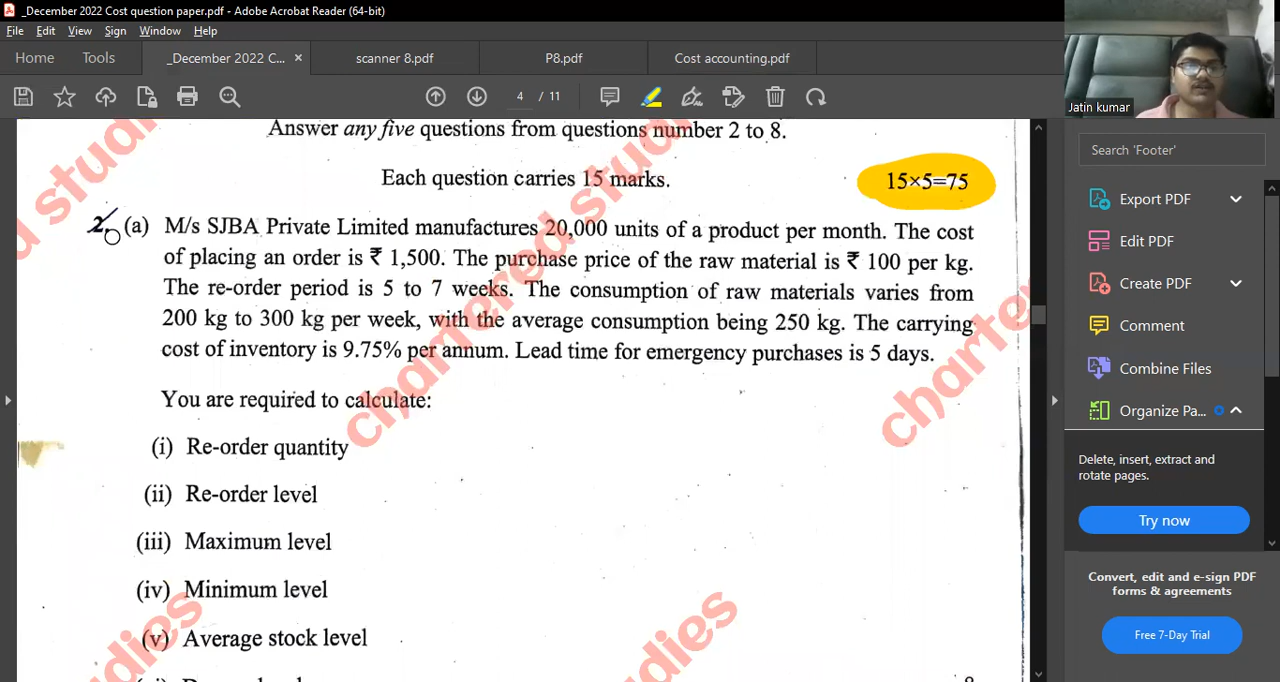 _December 2022 Cost question paper.pdf - Adobe Acrobat Reader (64-bit)
File Edit View Sign Window Help
Home Tools _December 2022 C... × scanner 8.pdf P8.pdf Cost accounting.pdf
4 / 11
Jatin kumar
Answer any five questions from questions number 2 to 8.
Each question carries 15 marks. 15×5=75
2. (a) M/s SJBA Private Limited manufactures 20,000 units of a product per month. The cost
of placing an order is ₹ 1,500. The purchase price of the raw material is ₹ 100 per kg.
The re-order period is 5 to 7 weeks. The consumption of raw materials varies from
200 kg to 300 kg per week, with the average consumption being 250 kg. The carrying
cost of inventory is 9.75% per annum. Lead time for emergency purchases is 5 days.
You are required to calculate:
(i) Re-order quantity
(ii) Re-order level
(iii) Maximum level
(iv) Minimum level
(v) Average stock level
d studies
chartered studies
charter
dies
studies
Search 'Footer'
Export PDF
Edit PDF
Create PDF
Comment
Combine Files
Organize Pa...
Delete, insert, extract and
rotate pages.
Try now
Convert, edit and e-sign PDF
forms & agreements
Free 7-Day Trial